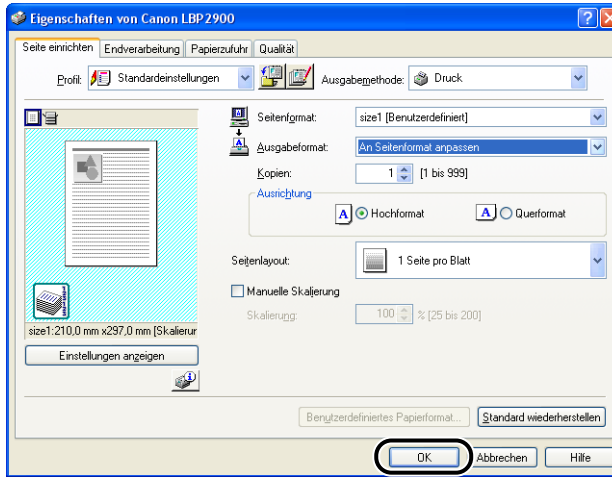 Eigenschaften von Canon LBP2900
Seite einrichten Endverarbeitung Papierzufuhr Qualität
Profil: Standardeinstellungen Ausgabemethode: Druck
Seitenformat: size1 [Benutzerdefiniert]
Ausgabeformat: An Seitenformat anpassen
Kopien: 1 [1 bis 999]
Ausrichtung
A Hochformat A Querformat
Seitenlayout: 1 Seite pro Blatt
Manuelle Skalierung
Skalierung: 100 % [25 bis 200]
size1:210,0 mm x297,0 mm [Skalierur
Einstellungen anzeigen
Benutzerdefiniertes Papierformat... Standard wiederherstellen
OK Abbrechen Hilfe